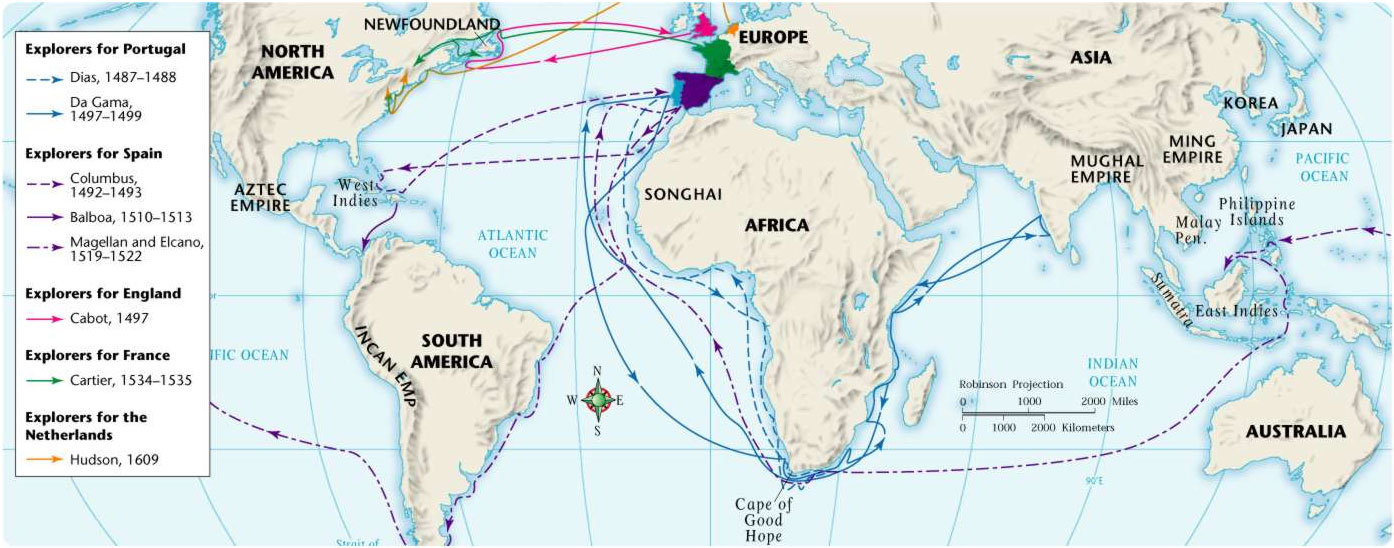 Explorers for Portugal
Dias, 1487–1488
Da Gama,
1497–1499
Explorers for Spain
Columbus,
1492–1493
Balboa, 1510–1513
Magellan and Elcano,
1519–1522
Explorers for England
Cabot, 1497
Explorers for France
Cartier, 1534–1535
Explorers for the
Netherlands
Hudson, 1609
NEWFOUNDLAND
NORTH
AMERICA
EUROPE
ASIA
KOREA
JAPAN
MING
EMPIRE
MUGHAL
EMPIRE
PACIFIC
OCEAN
AZTEC
EMPIRE
West
Indies
SONGHAI
AFRICA
ATLANTIC
OCEAN
Philippine
Islands
Malay
Pen.
Sumatra
East Indies
IFIC OCEAN
INCAN EMP
SOUTH
AMERICA
N
W E
S
INDIAN
OCEAN
Robinson Projection
0 1000 2000 Miles
0 1000 2000 Kilometers
AUSTRALIA
90°E
Cape of
Good
Hope
Strait of